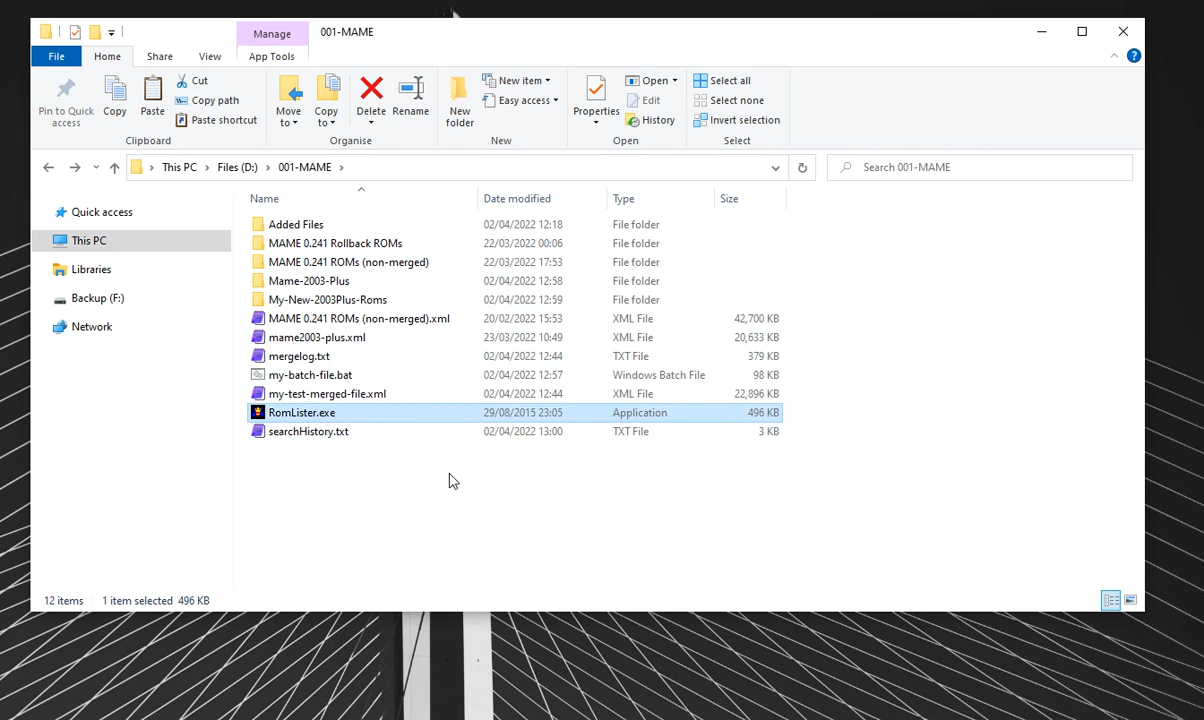 Manage
001-MAME
File
Home
Share
View
App Tools
Pin to Quick access
Copy
Paste
Cut
Copy path
Paste shortcut
Clipboard
Move to
Copy to
Delete
Rename
Organise
New folder
New item
Easy access
New
Properties
Open
Edit
History
Open
Select all
Select none
Invert selection
Select
This PC > Files (D:) > 001-MAME >
Search 001-MAME
Quick access
This PC
Libraries
Backup (F:)
Network
Name Date modified Type Size
Added Files 02/04/2022 12:18 File folder
MAME 0.241 Rollback ROMs 22/03/2022 00:06 File folder
MAME 0.241 ROMs (non-merged) 22/03/2022 17:53 File folder
Mame-2003-Plus 02/04/2022 12:58 File folder
My-New-2003Plus-Roms 02/04/2022 12:59 File folder
MAME 0.241 ROMs (non-merged).xml 20/02/2022 15:53 XML File 42,700 KB
mame2003-plus.xml 23/03/2022 10:49 XML File 20,633 KB
mergelog.txt 02/04/2022 12:44 TXT File 379 KB
my-batch-file.bat 02/04/2022 12:57 Windows Batch File 98 KB
my-test-merged-file.xml 02/04/2022 12:44 XML File 22,896 KB
RomLister.exe 29/08/2015 23:05 Application 496 KB
searchHistory.txt 02/04/2022 13:00 TXT File 3 KB
12 items 1 item selected 496 KB